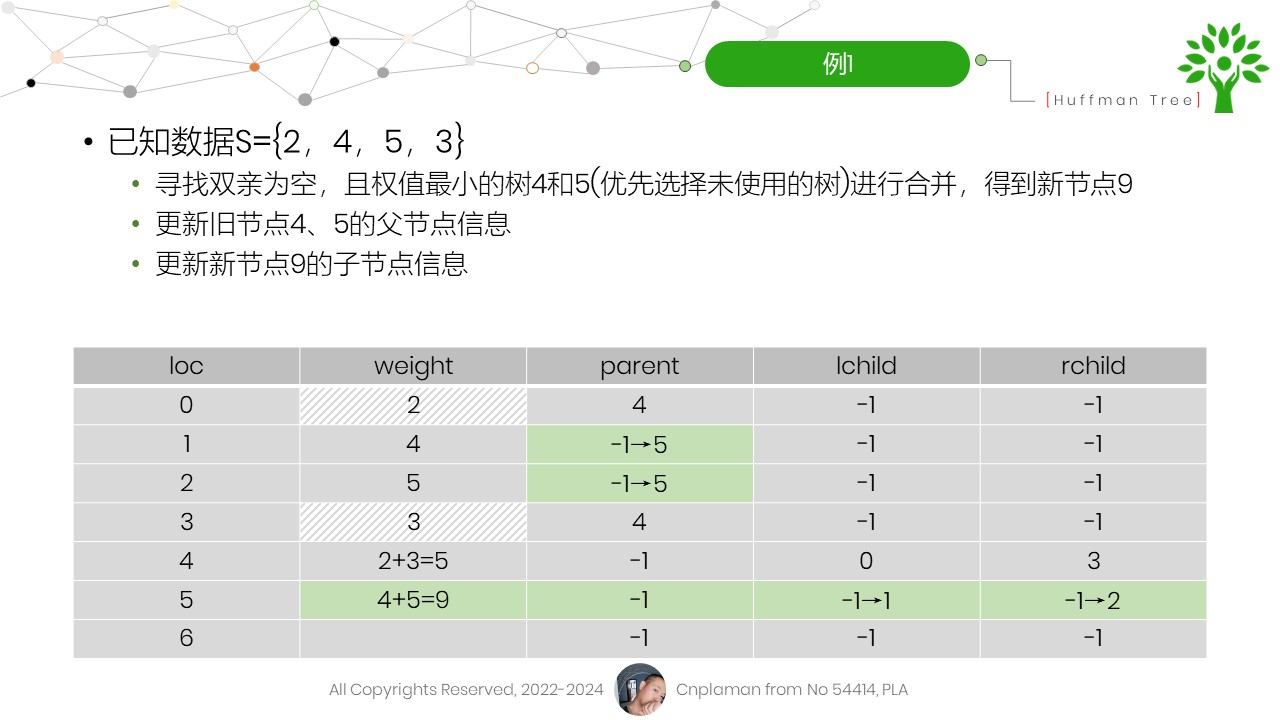 例1
[Huffman Tree]
• 已知数据S={2，4，5，3}
• 寻找双亲为空，且权值最小的树4和5(优先选择未使用的树)进行合并，得到新节点9
• 更新旧节点4、5的父节点信息
• 更新新节点9的子节点信息
loc weight parent lchild rchild
0 2 4 -1 -1
1 4 -1→5 -1 -1
2 5 -1→5 -1 -1
3 3 4 -1 -1
4 2+3=5 -1 0 3
5 4+5=9 -1 -1→1 -1→2
6 -1 -1 -1
All Copyrights Reserved, 2022-2024 Cnplaman from No 54414, PLA